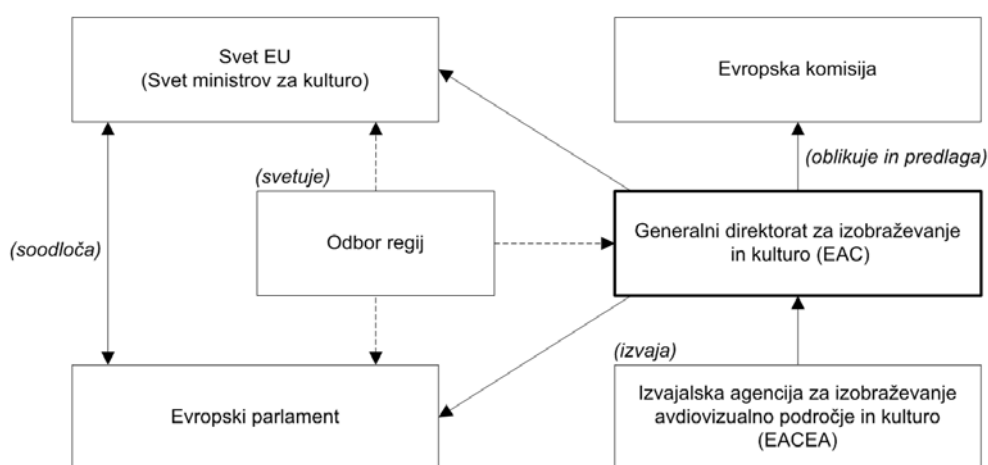 Svet EU
(Svet ministrov za kulturo)
Evropska komisija
(oblikuje in predlaga)
(svetuje)
Odbor regij
Generalni direktorat za izobraževanje
in kulturo (EAC)
(soodloča)
(izvaja)
Evropski parlament
Izvajalska agencija za izobraževanje
avdiovizualno področje in kulturo
(EACEA)